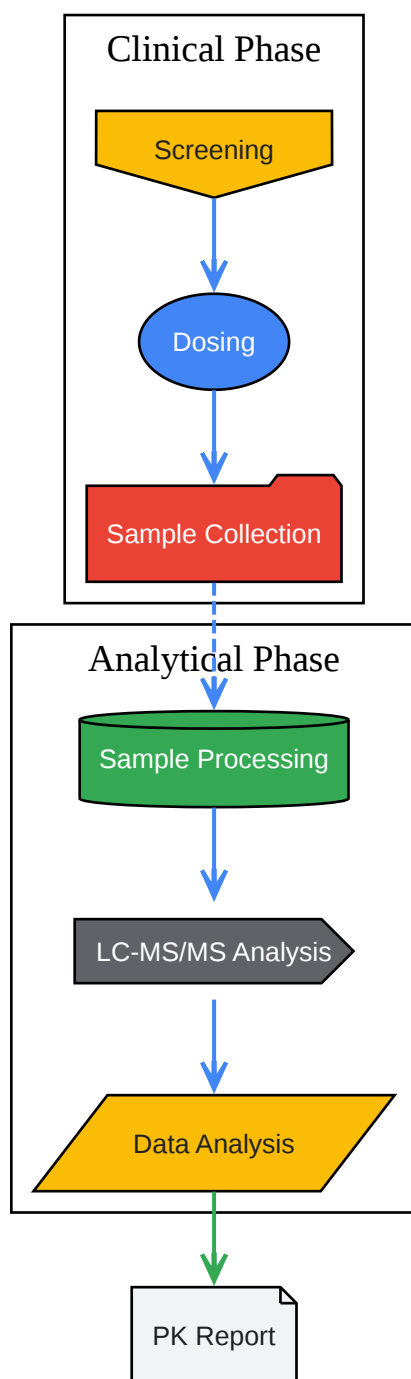 Clinical Phase
Screening
Dosing
Sample Collection
Analytical Phase
Sample Processing
LC-MS/MS Analysis
Data Analysis
PK Report